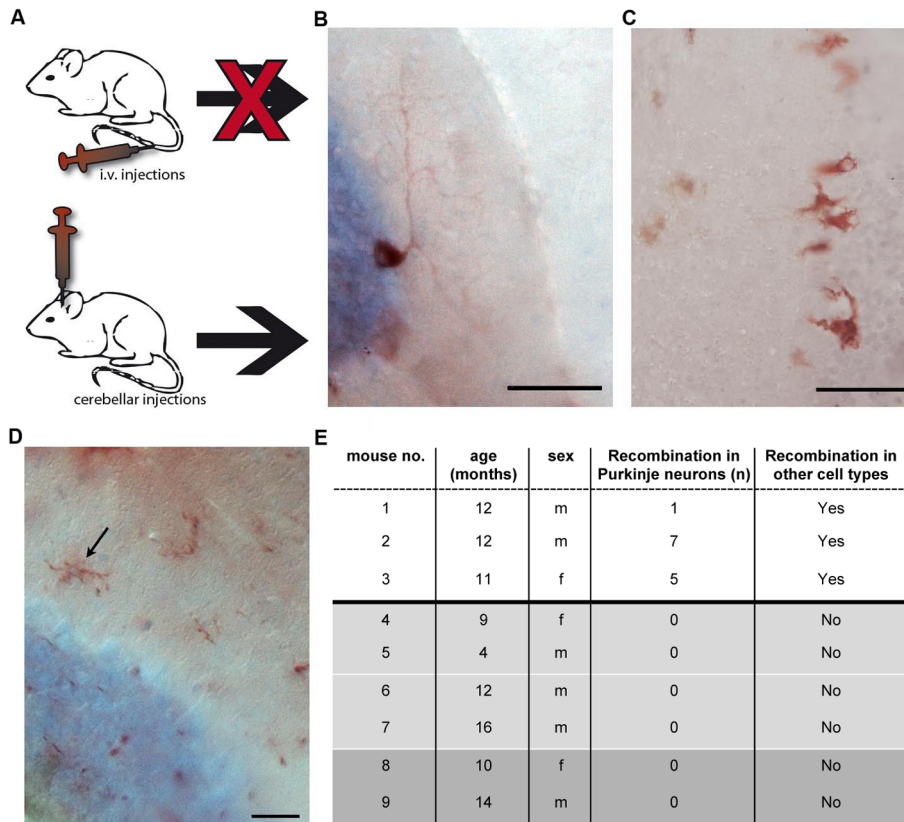 A
i.v. injections
cerebellar injections
B
C
D
E
mouse no. age (months) sex Recombination in Purkinje neurons (n) Recombination in other cell types
1 12 m 1 Yes
2 12 m 7 Yes
3 11 f 5 Yes
4 9 f 0 No
5 4 m 0 No
6 12 m 0 No
7 16 m 0 No
8 10 f 0 No
9 14 m 0 No